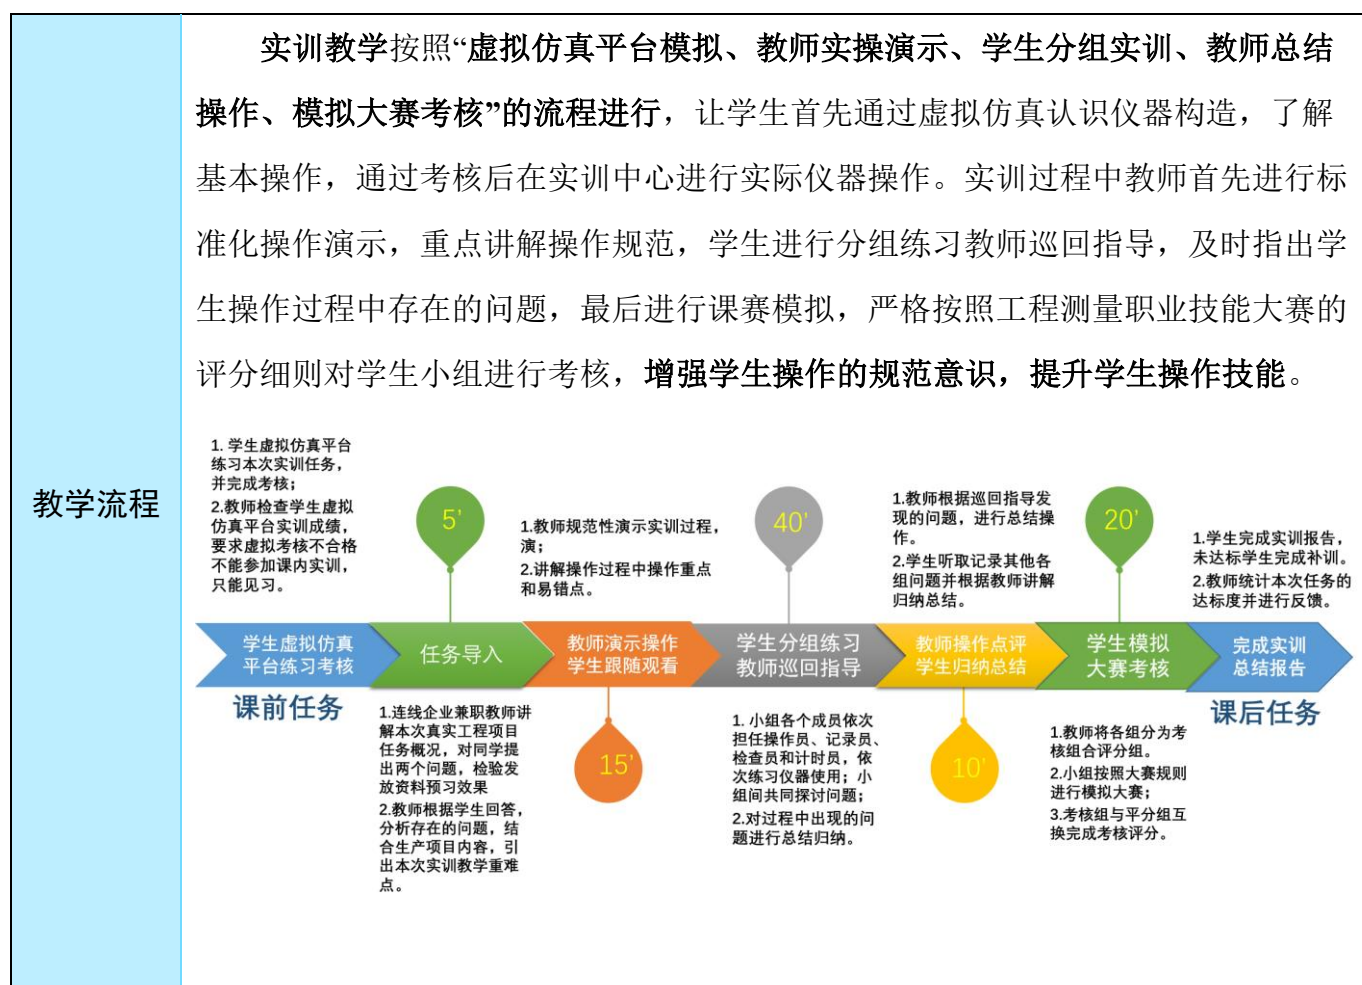 教学流程
实训教学按照“虚拟仿真平台模拟、教师实操演示、学生分组实训、教师总结
操作、模拟大赛考核”的流程进行，让学生首先通过虚拟仿真认识仪器构造，了解
基本操作，通过考核后在实训中心进行实际仪器操作。实训过程中教师首先进行标
准化操作演示，重点讲解操作规范，学生进行分组练习教师巡回指导，及时指出学
生操作过程中存在的问题，最后进行课赛模拟，严格按照工程测量职业技能大赛的
评分细则对学生小组进行考核，增强学生操作的规范意识，提升学生操作技能。
1. 学生虚拟仿真平台
练习本次实训任务，
并完成考核；
2.教师检查学生虚拟
仿真平台实训成绩，
要求虚拟考核不合格
不能参加课内实训，
只能见习。
学生虚拟仿真
平台练习考核
课前任务
5’
任务导入
1.连线企业兼职教师讲
解本次真实工程项目
任务概况，对同学提
出两个问题，检验发
放资料预习效果
2.教师根据学生回答，
分析存在的问题，结
合生产项目内容，引
出本次实训教学重难
点。
1.教师规范性演示实训过程，
演；
2.讲解操作过程中操作重点
和易错点。
教师演示操作
学生跟随观看
15’
40’
学生分组练习
教师巡回指导
1. 小组各个成员依次
担任操作员、记录员、
检查员和计时员，依
次练习仪器使用；小
组间共同探讨问题；
2.对过程中出现的问
题进行总结归纳。
1.教师根据巡回指导发
现的问题，进行总结操
作。
2.学生听取记录其他各
组问题并根据教师讲解
归纳总结。
教师操作点评
学生归纳总结
10’
20’
学生模拟
大赛考核
1.教师将各组分为考
核组合评分组。
2.小组按照大赛规则
进行模拟大赛；
3.考核组与平分组互
换完成考核评分。
1.学生完成实训报告，
未达标学生完成补训。
2.教师统计本次任务的
达标度并进行反馈。
完成实训
总结报告
课后任务